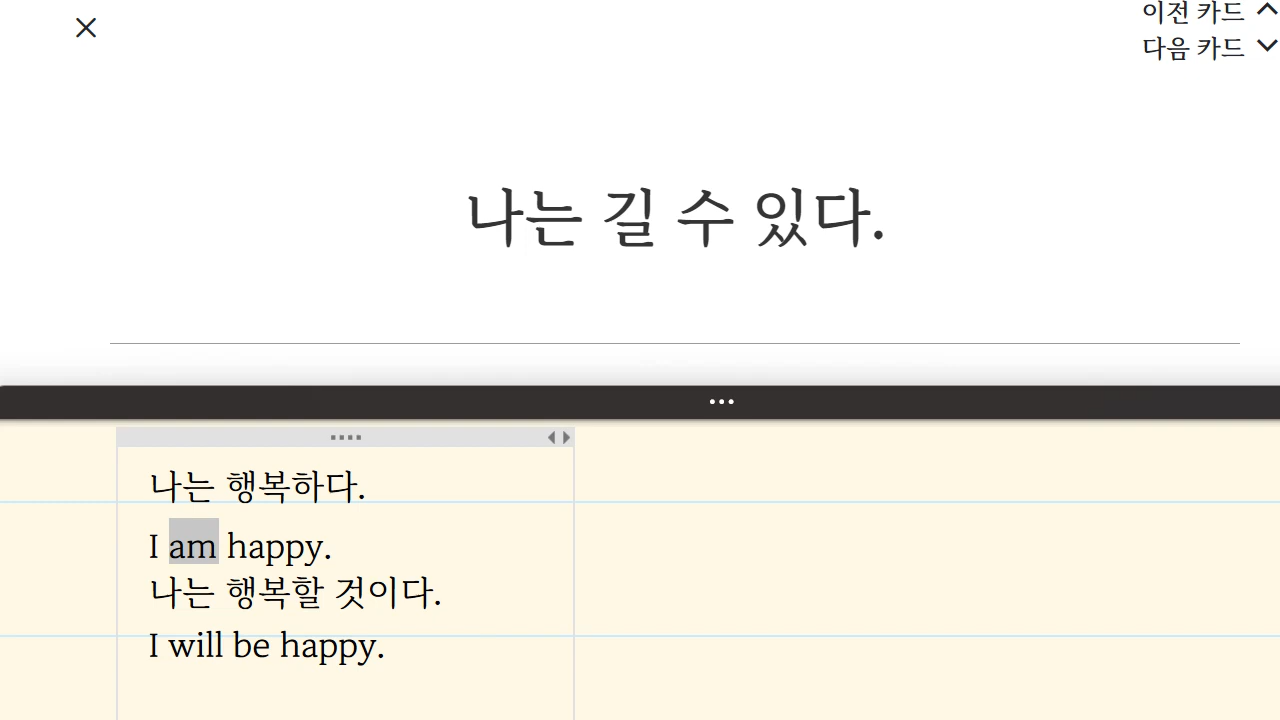 이전 카드
다음 카드
나는 길 수 있다.
나는 행복하다.
I am happy.
나는 행복할 것이다.
I will be happy.